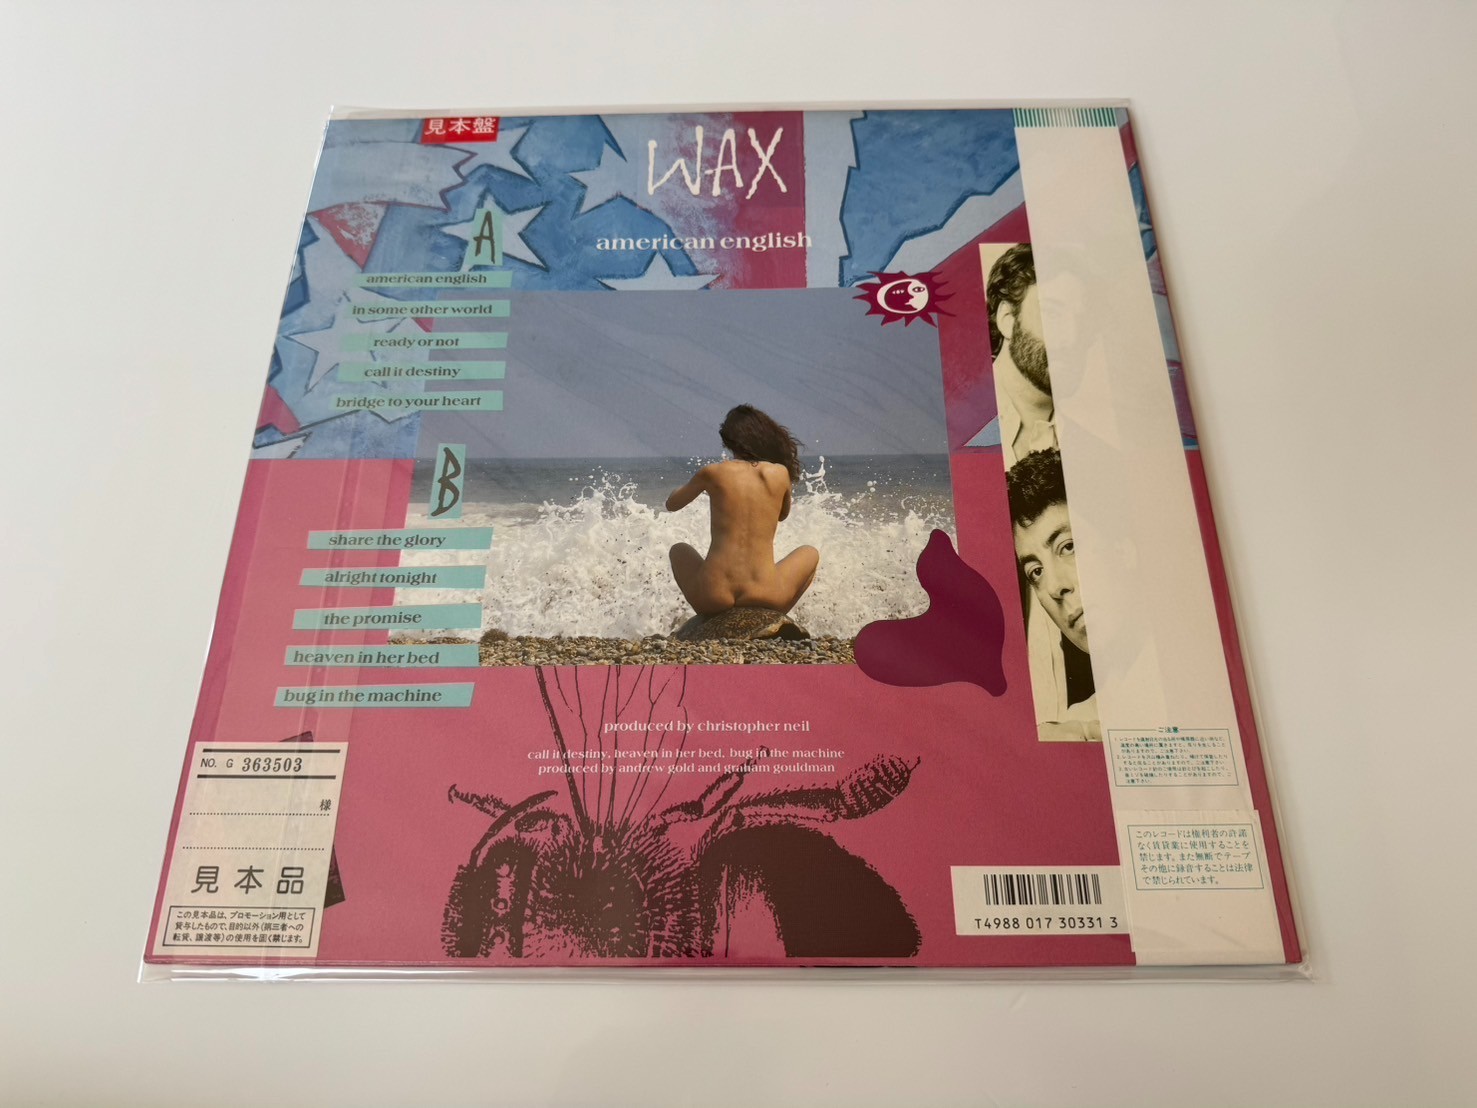 見本盤
WAX
american english
A
american english
in some other world
ready or not
call it destiny
bridge to your heart
B
share the glory
alright tonight
the promise
heaven in her bed
bug in the machine
produced by christopher neil
call it destiny, heaven in her bed, bug in the machine
produced by andrew gold and graham gouldman
NO. G 363503
様
見本品
この見本品は、プロモーション用として
貸与したもので、目的以外(第三者への
転貸、譲渡等)の使用を固く禁じます。
ご注意
このレコードは権利者の許諾
なく賃貸業に使用することを
禁じます。また無断でテープ
その他に録音することは法律
で禁じられています。
T4988 017 30331 3